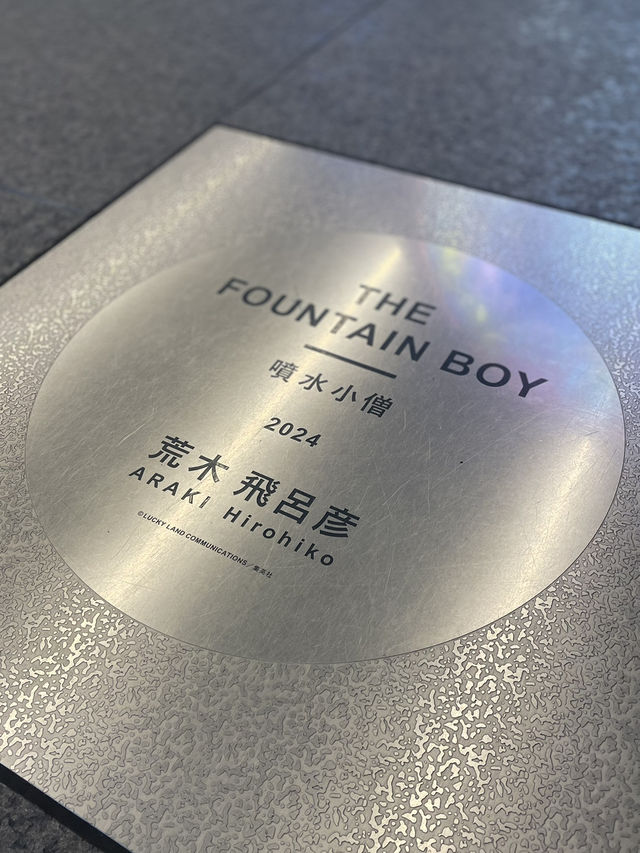 THE
FOUNTAIN BOY
噴水小僧
2024
荒木 飛呂彦
ARAKI Hirohiko
©LUCKY LAND COMMUNICATIONS／集英社